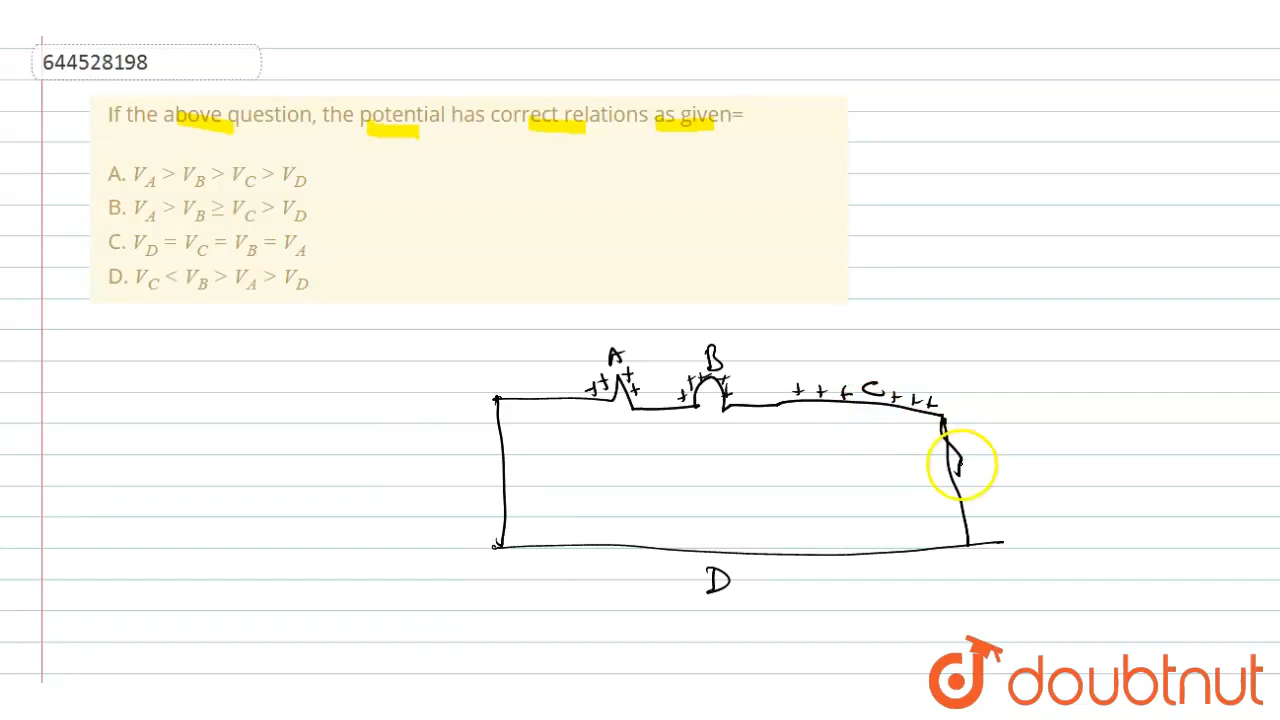 644528198
If the above question, the potential has correct relations as given=
A. V_A > V_B > V_C > V_D
B. V_A > V_B ≥ V_C > V_D
C. V_D = V_C = V_B = V_A
D. V_C < V_B > V_A > V_D
A B
+ + + + + + + + + + + + C + + +
D
doubtnut